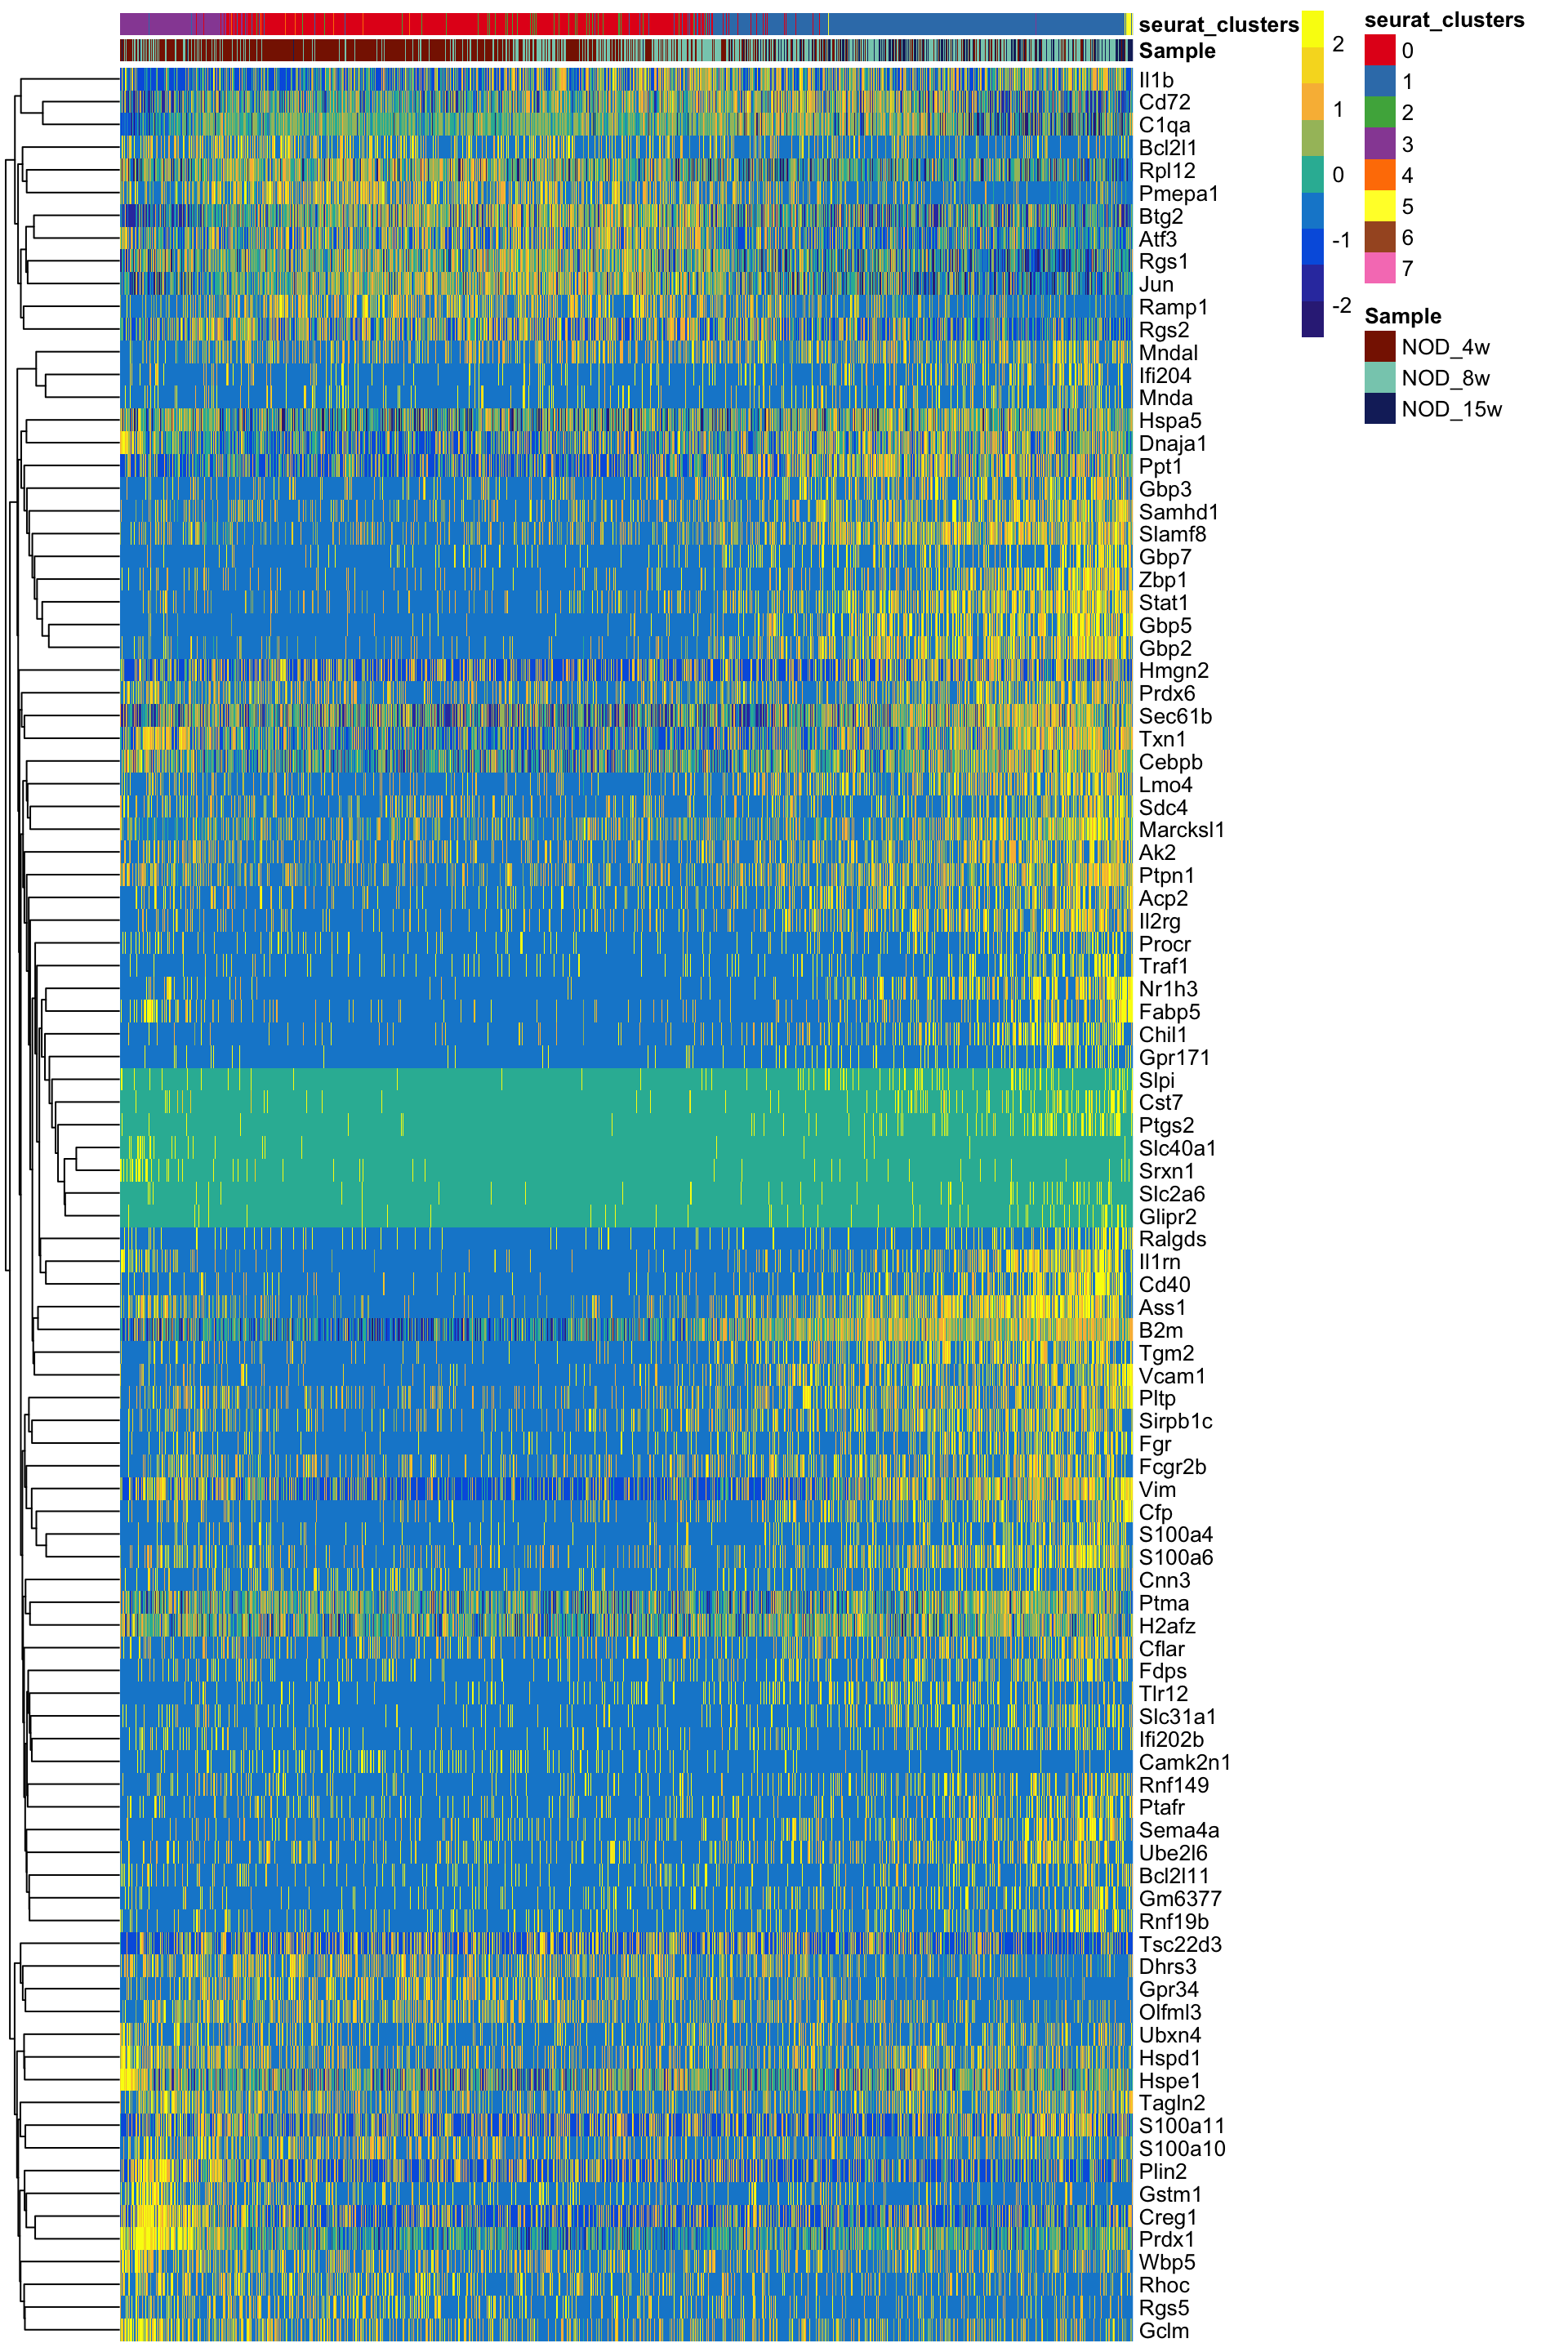 seurat_clusters
Sample
Il1b
Cd72
C1qa
Bcl2l1
Rpl12
Pmepa1
Btg2
Atf3
Rgs1
Jun
Ramp1
Rgs2
Mndal
Ifi204
Mnda
Hspa5
Dnaja1
Ppt1
Gbp3
Samhd1
Slamf8
Gbp7
Zbp1
Stat1
Gbp5
Gbp2
Hmgn2
Prdx6
Sec61b
Txn1
Cebpb
Lmo4
Sdc4
Marcksl1
Ak2
Ptpn1
Acp2
Il2rg
Procr
Traf1
Nr1h3
Fabp5
Chil1
Gpr171
Slpi
Cst7
Ptgs2
Slc40a1
Srxn1
Slc2a6
Glipr2
Ralgds
Il1rn
Cd40
Ass1
B2m
Tgm2
Vcam1
Pltp
Sirpb1c
Fgr
Fcgr2b
Vim
Cfp
S100a4
S100a6
Cnn3
Ptma
H2afz
Cflar
Fdps
Tlr12
Slc31a1
Ifi202b
Camk2n1
Rnf149
Ptafr
Sema4a
Ube2l6
Bcl2l11
Gm6377
Rnf19b
Tsc22d3
Dhrs3
Gpr34
Olfml3
Ubxn4
Hspd1
Hspe1
Tagln2
S100a11
S100a10
Plin2
Gstm1
Creg1
Prdx1
Wbp5
Rhoc
Rgs5
Gclm
2
1
0
-1
-2
seurat_clusters
0
1
2
3
4
5
6
7
Sample
NOD_4w
NOD_8w
NOD_15w